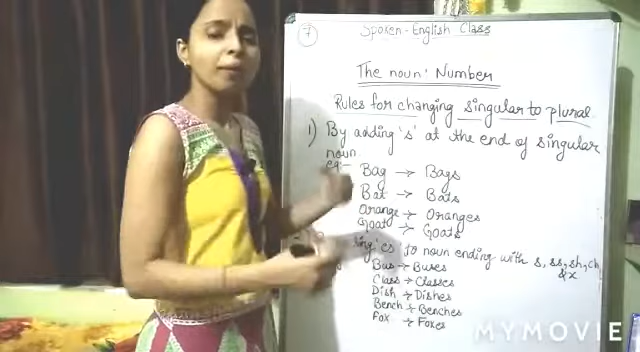 7
Spoken - English Class
The noun: Number
Rules for changing singular to plural
1) By adding 's' at the end of singular
noun
eg:-
Bag → Bags
Bat → Bats
Orange → Oranges
Goat → Goats
'es' to noun ending with s, ss, sh, ch
& x
Bus → Buses
Class → Classes
Dish → Dishes
Bench → Benches
Fox → Foxes
MYMOVIE